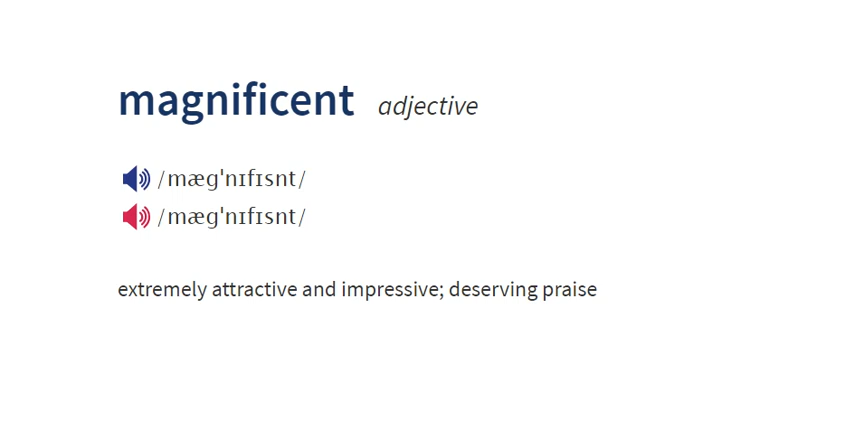 magnificent adjective
/mæɡˈnɪfɪsnt/
/mæɡˈnɪfɪsnt/
extremely attractive and impressive; deserving praise